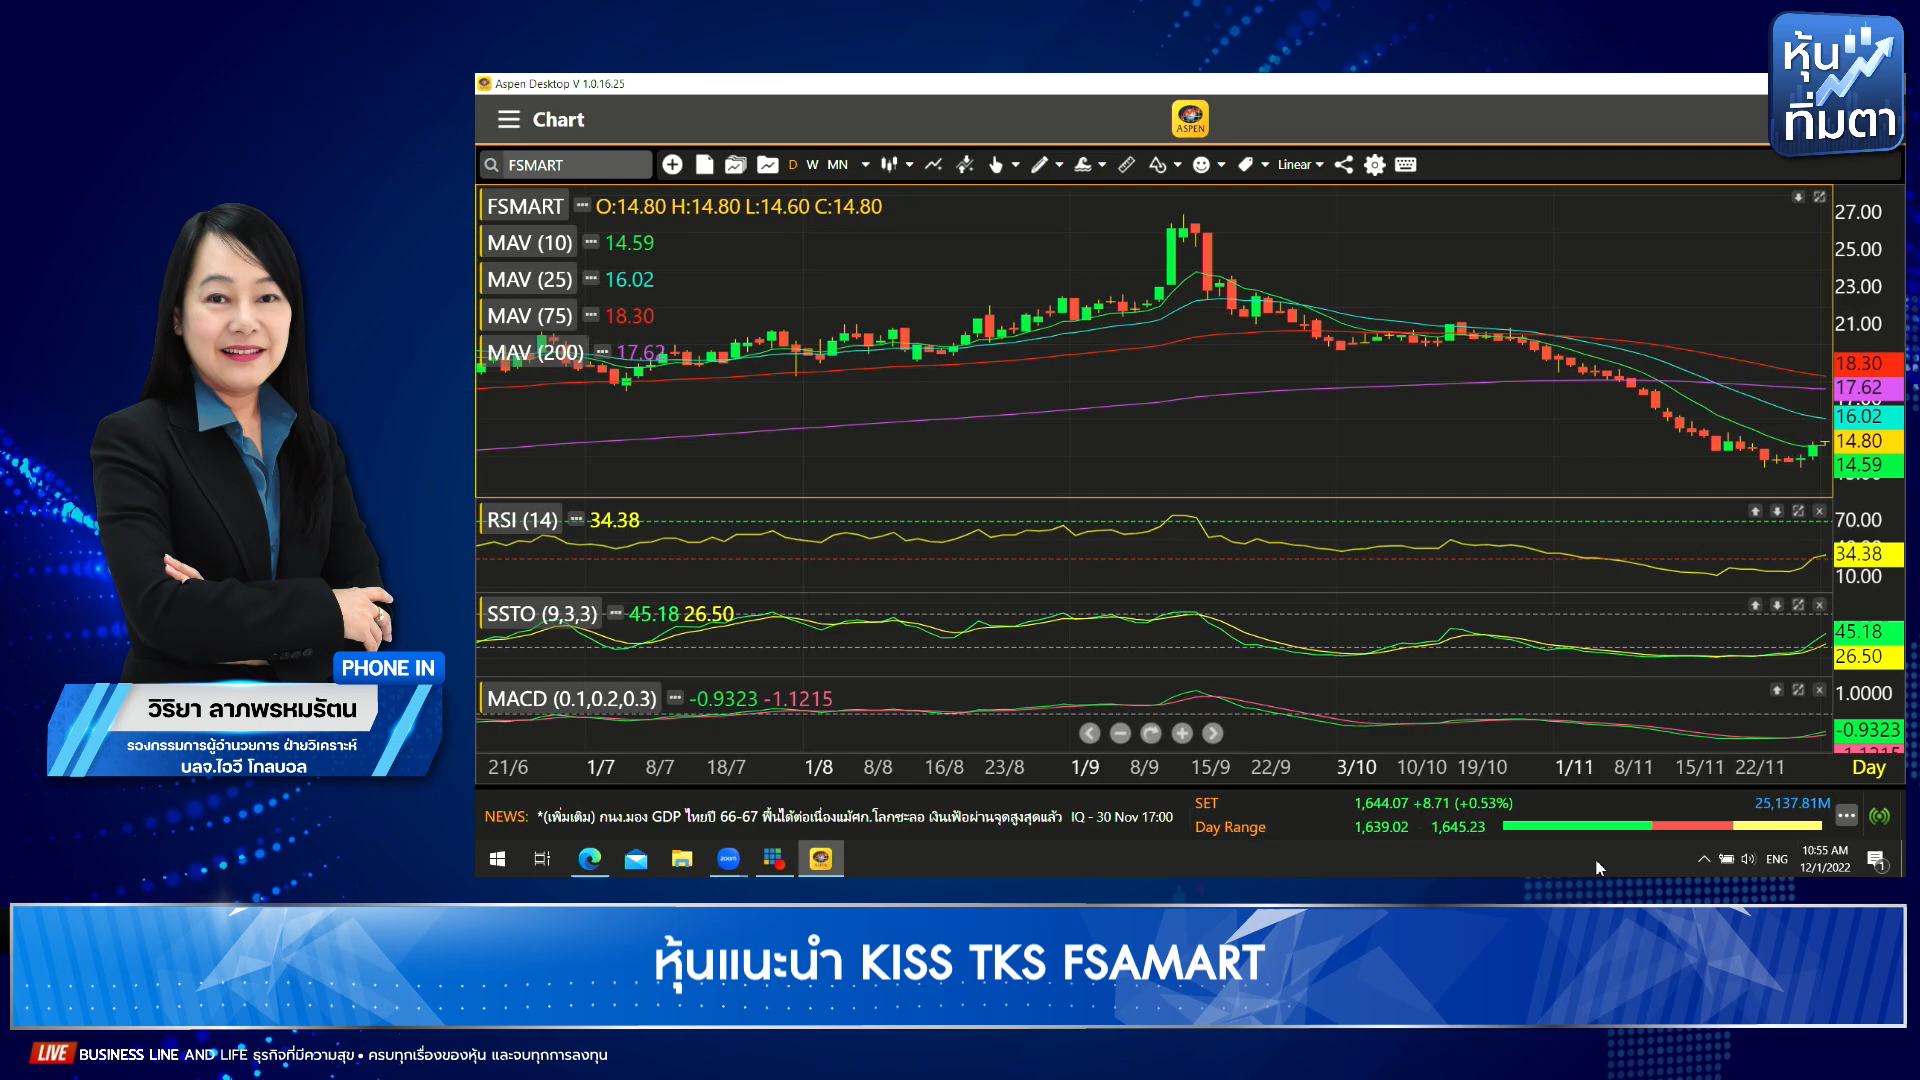 หุ้น
ทิ่มตา
Aspen Desktop V 1.0.16.25
Chart
ASPEN
FSMART
D W MN
Linear
FSMART O:14.80 H:14.80 L:14.60 C:14.80
MAV (10) 14.59
MAV (25) 16.02
MAV (75) 18.30
MAV (200) 17.62
27.00
25.00
23.00
21.00
18.30
17.62
16.02
14.80
14.59
RSI (14) 34.38
70.00
34.38
10.00
SSTO (9,3,3) 45.18 26.50
45.18
26.50
MACD (0.1,0.2,0.3) -0.9323 -1.1215
1.0000
-0.9323
-1.1215
21/6 1/7 8/7 18/7 1/8 8/8 16/8 23/8 1/9 8/9 15/9 22/9 3/10 10/10 19/10 1/11 8/11 15/11 22/11 Day
NEWS: *(เพิ่มเติม) กนง.มอง GDP ไทยปี 66-67 ฟื้นได้ต่อเนื่องแม้ศก.โลกชะลอ เงินเฟ้อผ่านจุดสูงสุดแล้ว IQ - 30 Nov 17:00
SET 1,644.07 +8.71 (+0.53%) 25,137.81M
Day Range 1,639.02 - 1,645.23
zoom
ENG
10:55 AM
12/1/2022
1
PHONE IN
วิริยา ลาภพรหมรัตน
รองกรรมการผู้อำนวยการ ฝ่ายวิเคราะห์
บลจ.ไอวี โกลบอล
หุ้นแนะนำ KISS TKS FSAMART
LIVE BUSINESS LINE AND LIFE ธุรกิจที่มีความสุข • ครบทุกเรื่องของหุ้น และจบทุกการลงทุน